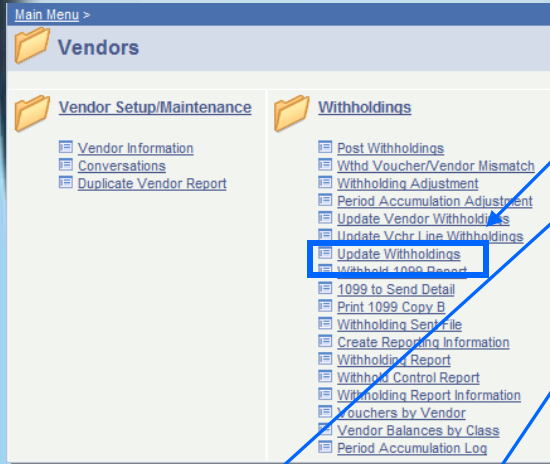 Main Menu >
Vendors
Vendor Setup/Maintenance
Vendor Information
Conversations
Duplicate Vendor Report
Withholdings
Post Withholdings
Wthd Voucher/Vendor Mismatch
Withholding Adjustment
Period Accumulation Adjustment
Update Vendor Withholdings
Update Vchr Line Withholdings
Update Withholdings
Withhold 1099 Report
1099 to Send Detail
Print 1099 Copy B
Withholding Sent File
Create Reporting Information
Withholding Report
Withhold Control Report
Withholding Report Information
Vouchers by Vendor
Vendor Balances by Class
Period Accumulation Log